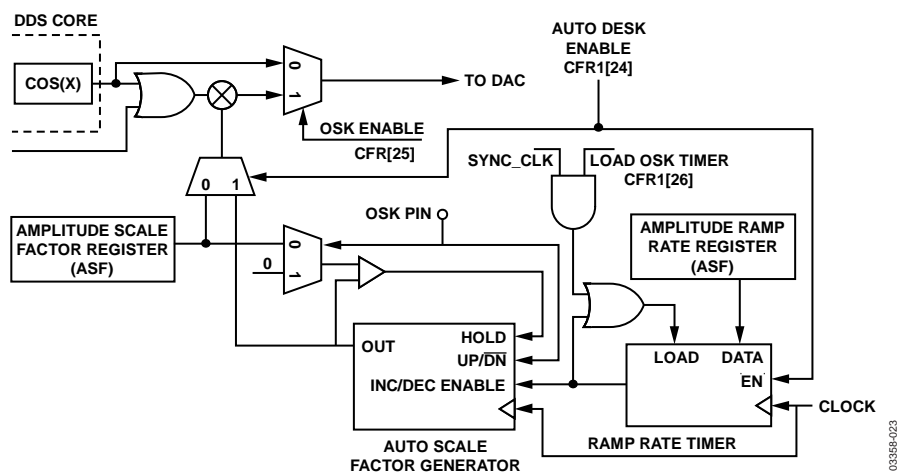 DDS CORE
COS(X)
0
1
TO DAC
OSK ENABLE
CFR[25]
AUTO DESK
ENABLE
CFR1[24]
SYNC_CLK
LOAD OSK TIMER
CFR1[26]
0 1
OSK PIN
AMPLITUDE SCALE
FACTOR REGISTER
(ASF)
0
0
1
AMPLITUDE RAMP
RATE REGISTER
(ASF)
OUT
HOLD
UP/DN
INC/DEC ENABLE
LOAD DATA
EN
CLOCK
RAMP RATE TIMER
AUTO SCALE
FACTOR GENERATOR
03358-023